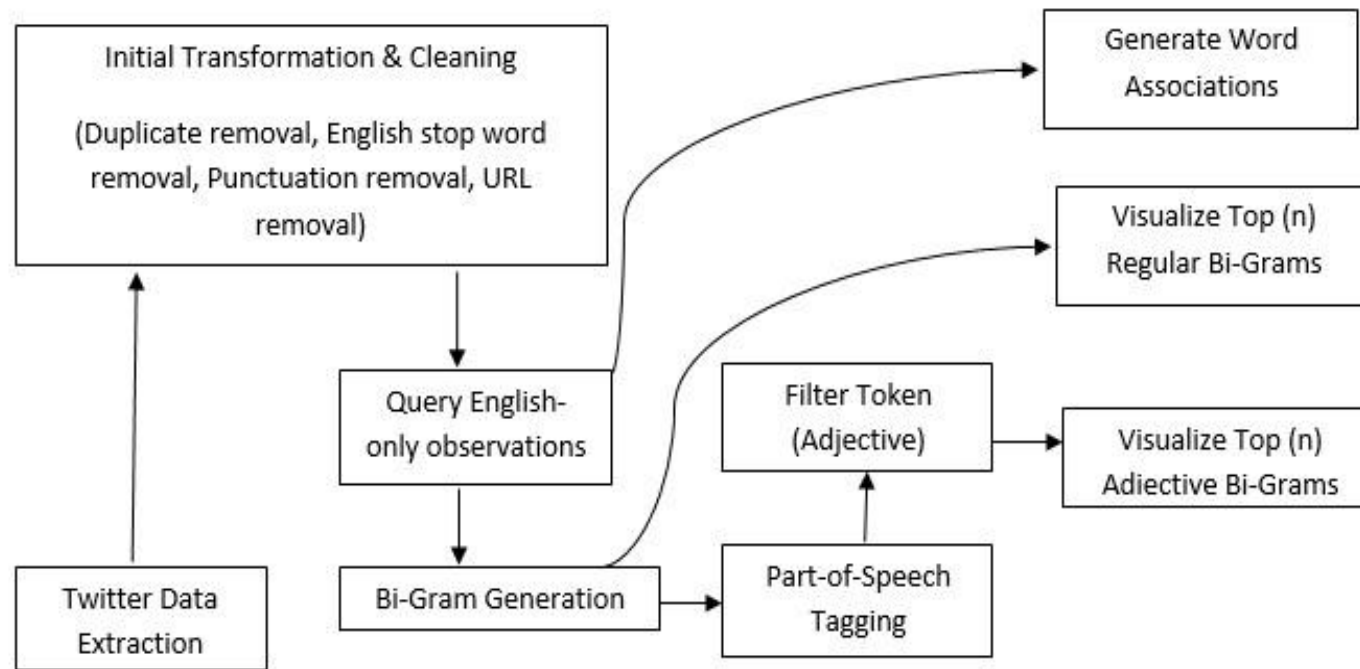 Initial Transformation & Cleaning
(Duplicate removal, English stop word
removal, Punctuation removal, URL
removal)
Generate Word
Associations
Visualize Top (n)
Regular Bi-Grams
Query English-
only observations
Filter Token
(Adjective)
Visualize Top (n)
Adiective Bi-Grams
Twitter Data
Extraction
Bi-Gram Generation
Part-of-Speech
Tagging